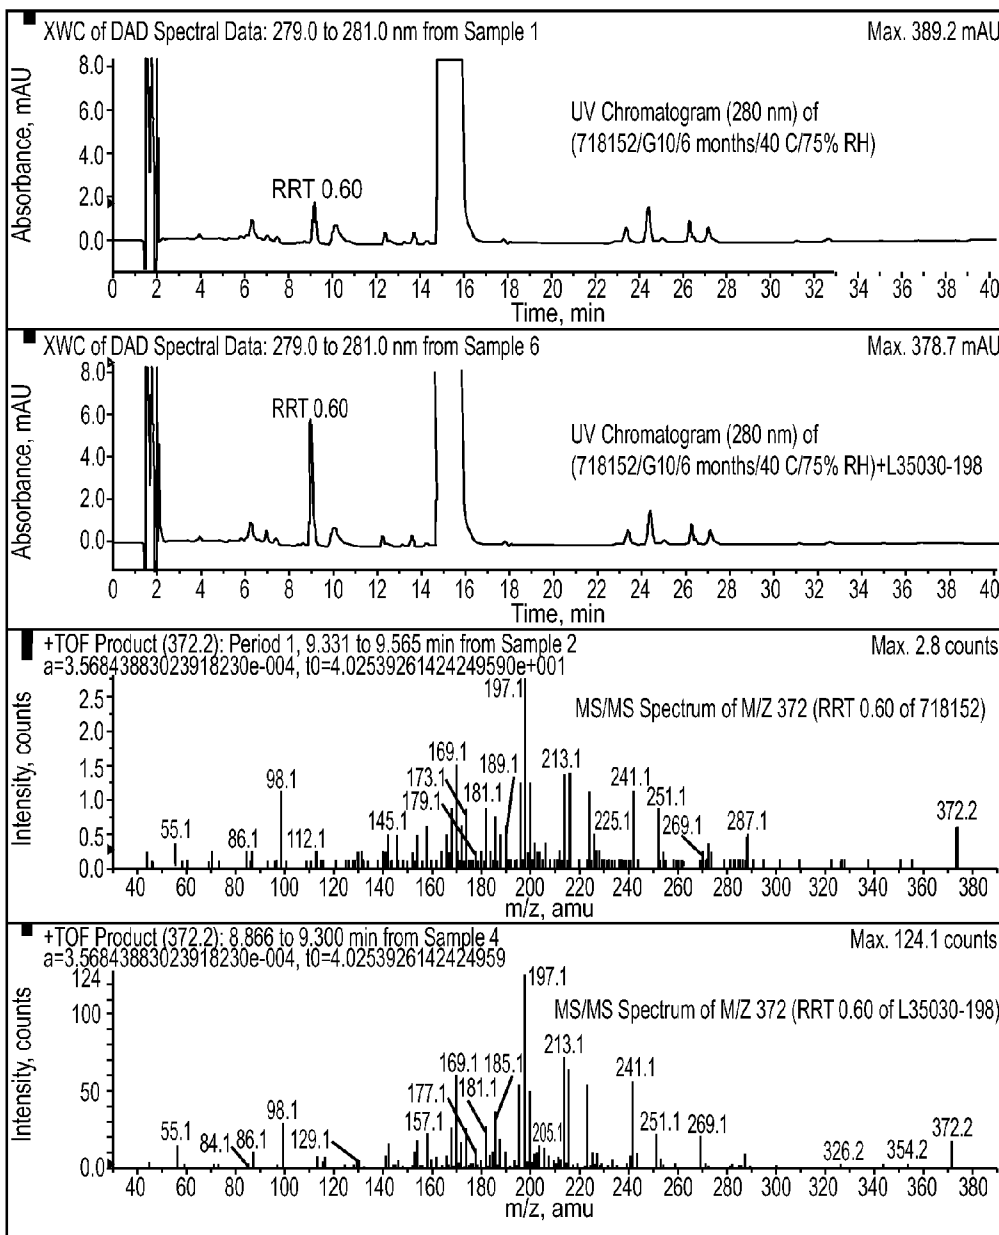 XWC of DAD Spectral Data: 279.0 to 281.0 nm from Sample 1 Max. 389.2 mAU
Absorbance, mAU
8.0
6.0
4.0
2.0
0.0
UV Chromatogram (280 nm) of
(718152/G10/6 months/40 C/75% RH)
RRT 0.60
0 2 4 6 8 10 12 14 16 18 20 22 24 26 28 30 32 34 36 38 40
Time, min
XWC of DAD Spectral Data: 279.0 to 281.0 nm from Sample 6 Max. 378.7 mAU
Absorbance, mAU
8.0
6.0
4.0
2.0
0.0
RRT 0.60
UV Chromatogram (280 nm) of
(718152/G10/6 months/40 C/75% RH)+L35030-198
0 2 4 6 8 10 12 14 16 18 20 22 24 26 28 30 32 34 36 38 40
Time, min
+TOF Product (372.2): Period 1, 9.331 to 9.565 min from Sample 2 Max. 2.8 counts
a=3.56843883023918230e-004, t0=4.02539261424249590e+001
Intensity, counts
2.5
2.0
1.5
1.0
0.5
0.0
MS/MS Spectrum of M/Z 372 (RRT 0.60 of 718152)
55.1
86.1
98.1
112.1
145.1
169.1
173.1
179.1
181.1
189.1
197.1
213.1
225.1
241.1
251.1
269.1
287.1
372.2
40 60 80 100 120 140 160 180 200 220 240 260 280 300 320 340 360 380
m/z, amu
+TOF Product (372.2): 8.866 to 9.300 min from Sample 4 Max. 124.1 counts
a=3.56843883023918230e-004, t0=4.02539261424249​59
Intensity, counts
124
100
50
0.0
MS/MS Spectrum of M/Z 372 (RRT 0.60 of L35030-198)
55.1
84.1
86.1
98.1
129.1
157.1
169.1
177.1
181.1
185.1
197.1
205.1
213.1
241.1
251.1
269.1
326.2
354.2
372.2
40 60 80 100 120 140 160 180 200 220 240 260 280 300 320 340 360 380
m/z, amu